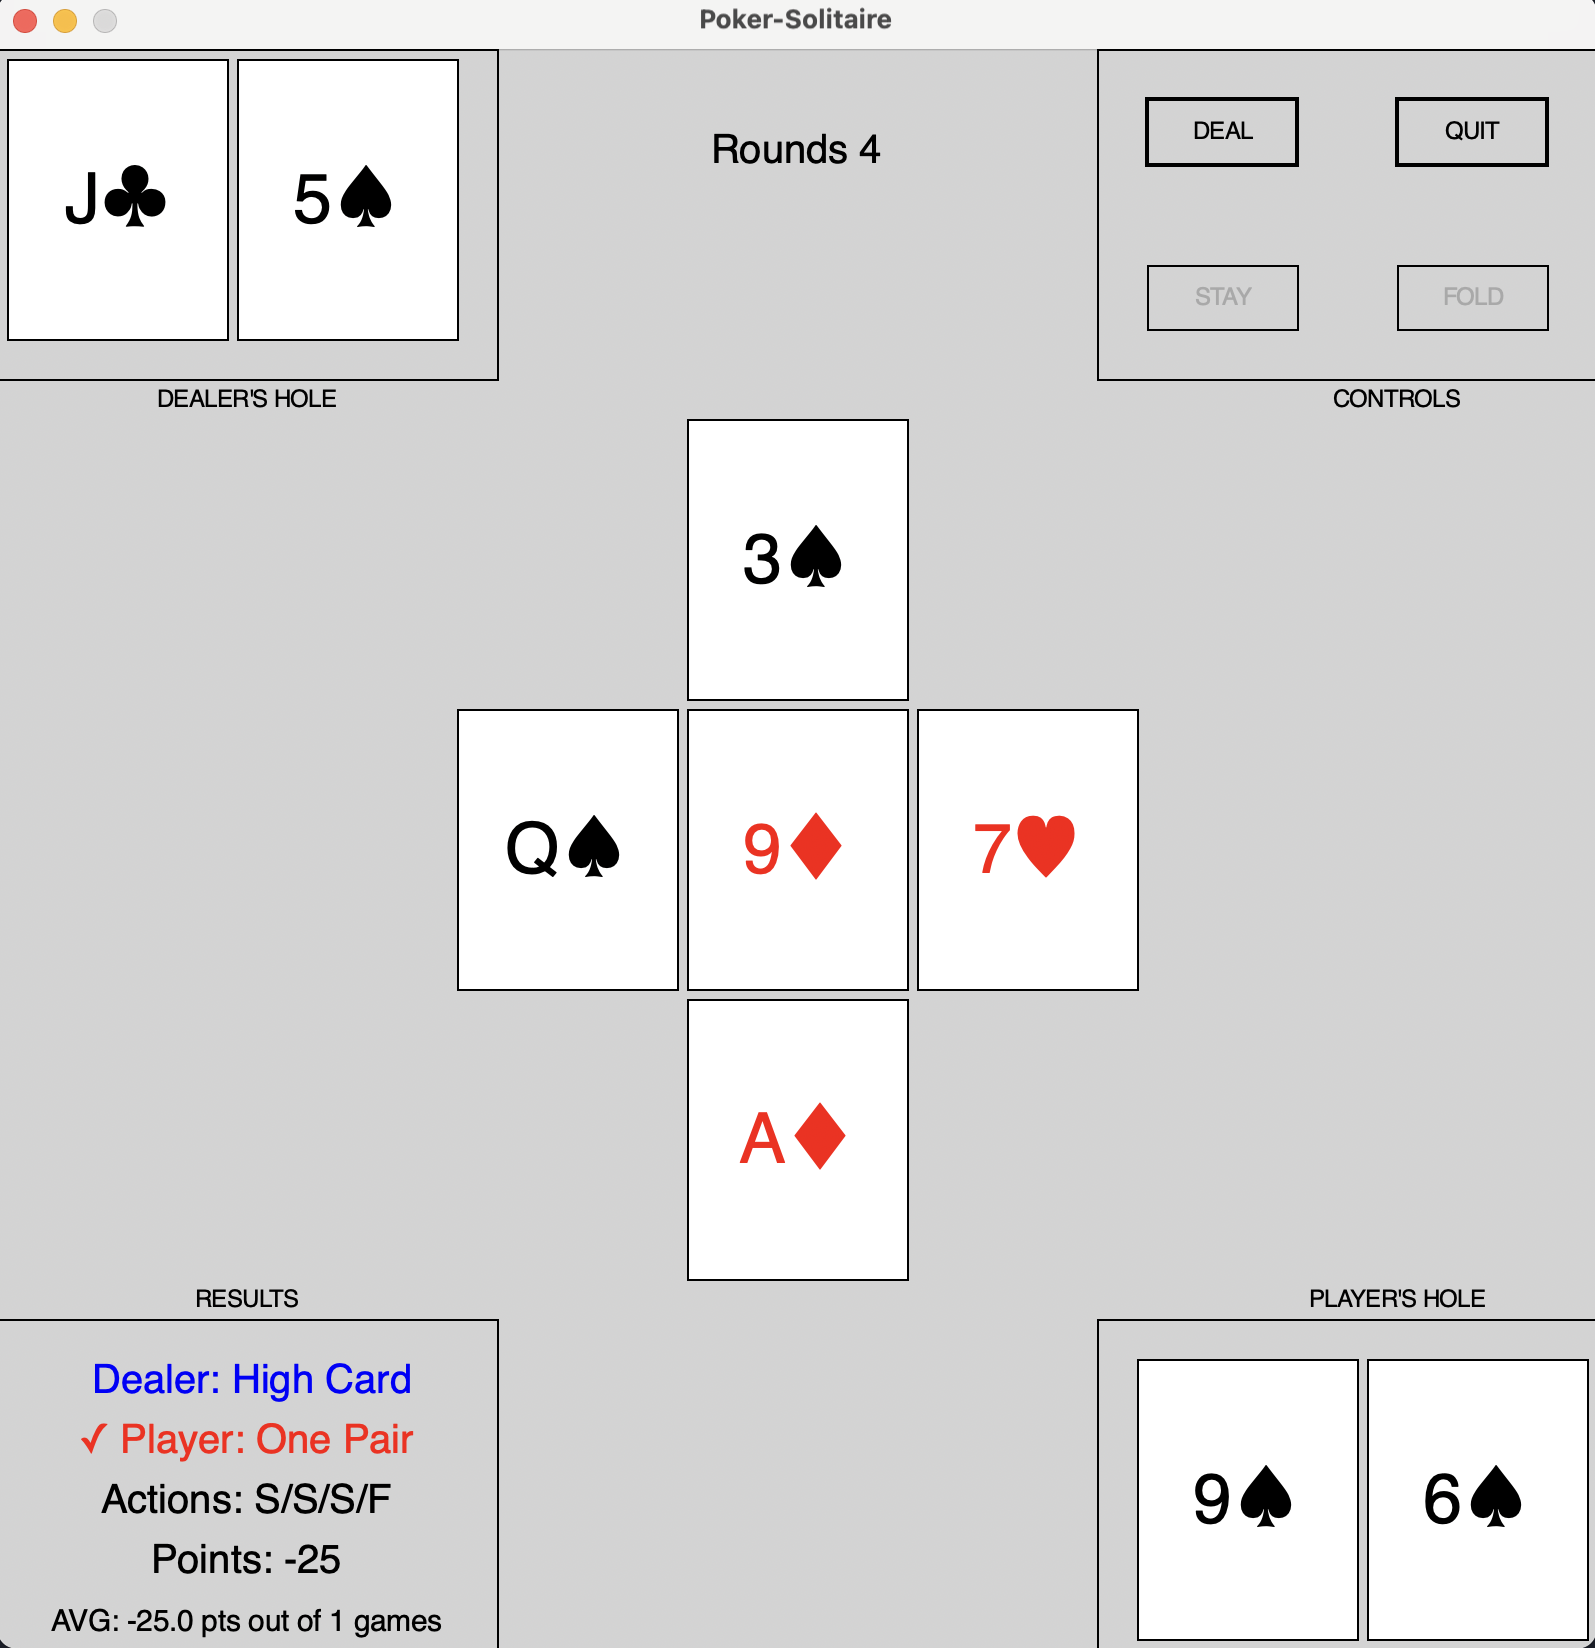 Poker-Solitaire
J♣ 5♠
DEALER'S HOLE
Rounds 4
DEAL QUIT
STAY FOLD
CONTROLS
3♠
Q♠ 9♦ 7♥
A♦
RESULTS
Dealer: High Card
✓ Player: One Pair
Actions: S/S/S/F
Points: -25
AVG: -25.0 pts out of 1 games
PLAYER'S HOLE
9♠ 6♠